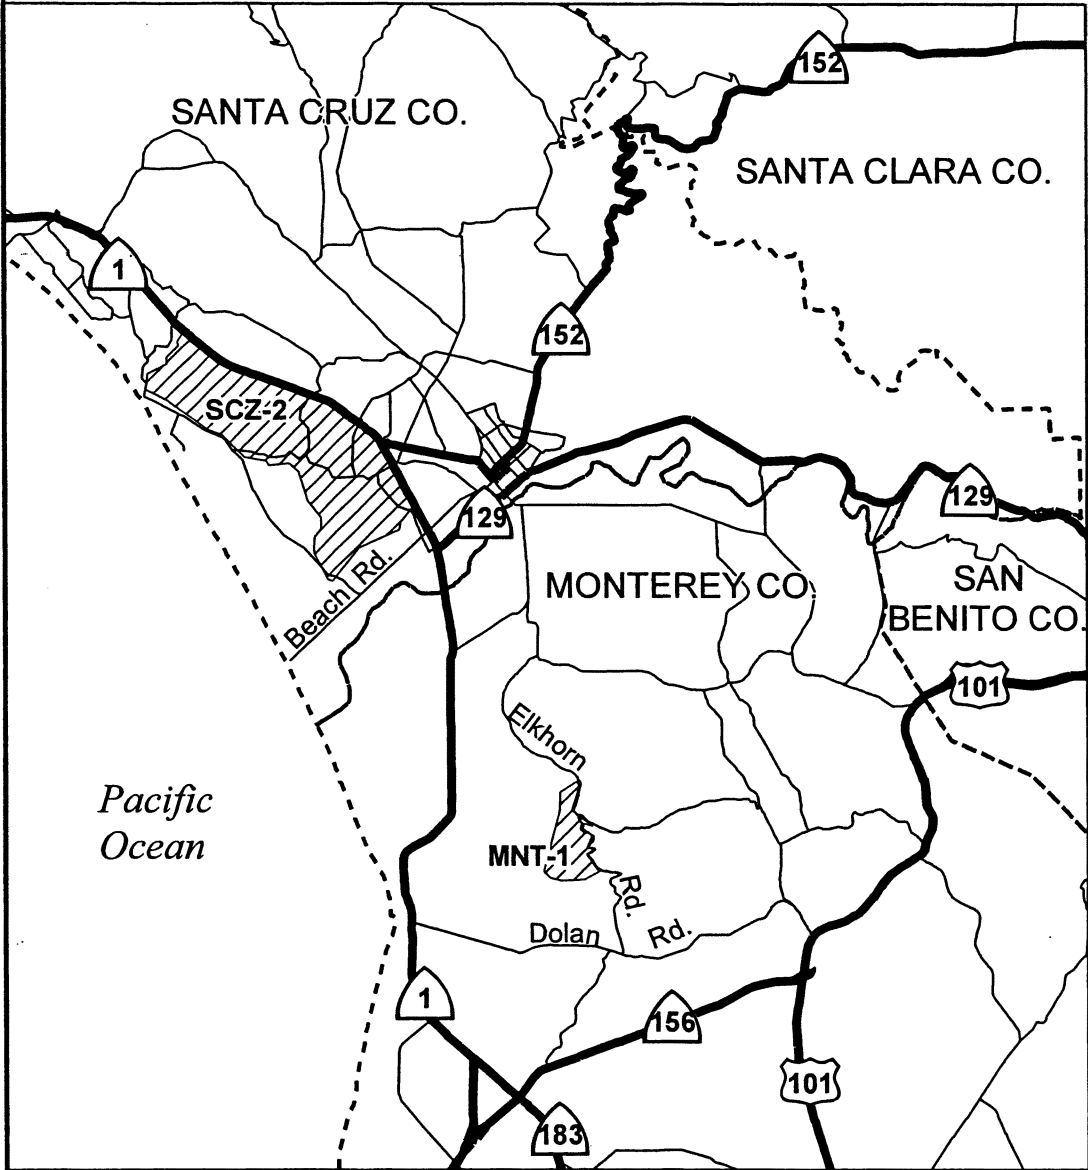 152
SANTA CRUZ CO.
SANTA CLARA CO.
1
152
SCZ-2
129
129
Beach Rd.
MONTEREY CO.
SAN
BENITO CO.
101
Elkhorn
Pacific
Ocean
MNT-1
Rd.
Dolan Rd.
1
156
101
183